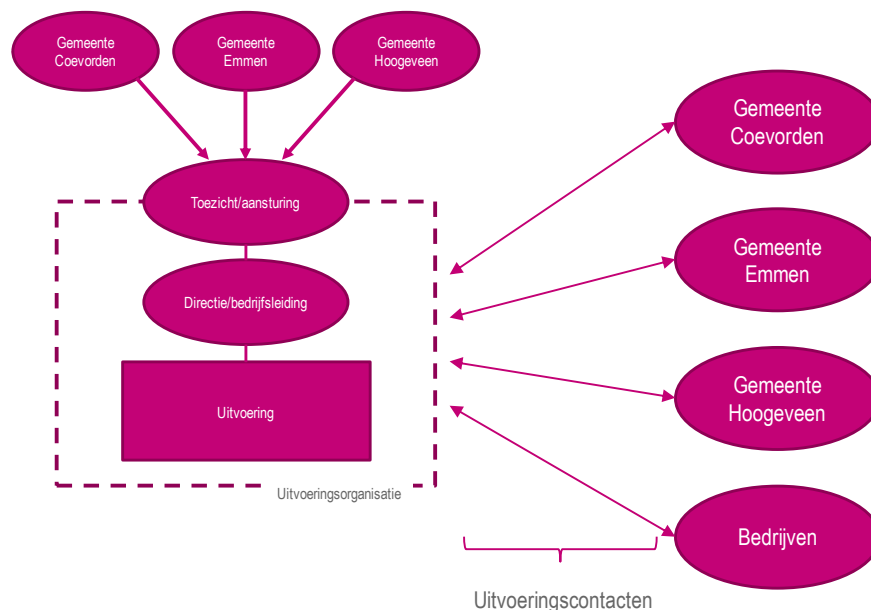 Gemeente
Coevorden
Gemeente
Emmen
Gemeente
Hoogeveen
Toezicht/aansturing
Directie/bedrijfsleiding
Uitvoering
Uitvoeringsorganisatie
Gemeente
Coevorden
Gemeente
Emmen
Gemeente
Hoogeveen
Bedrijven
Uitvoeringscontacten